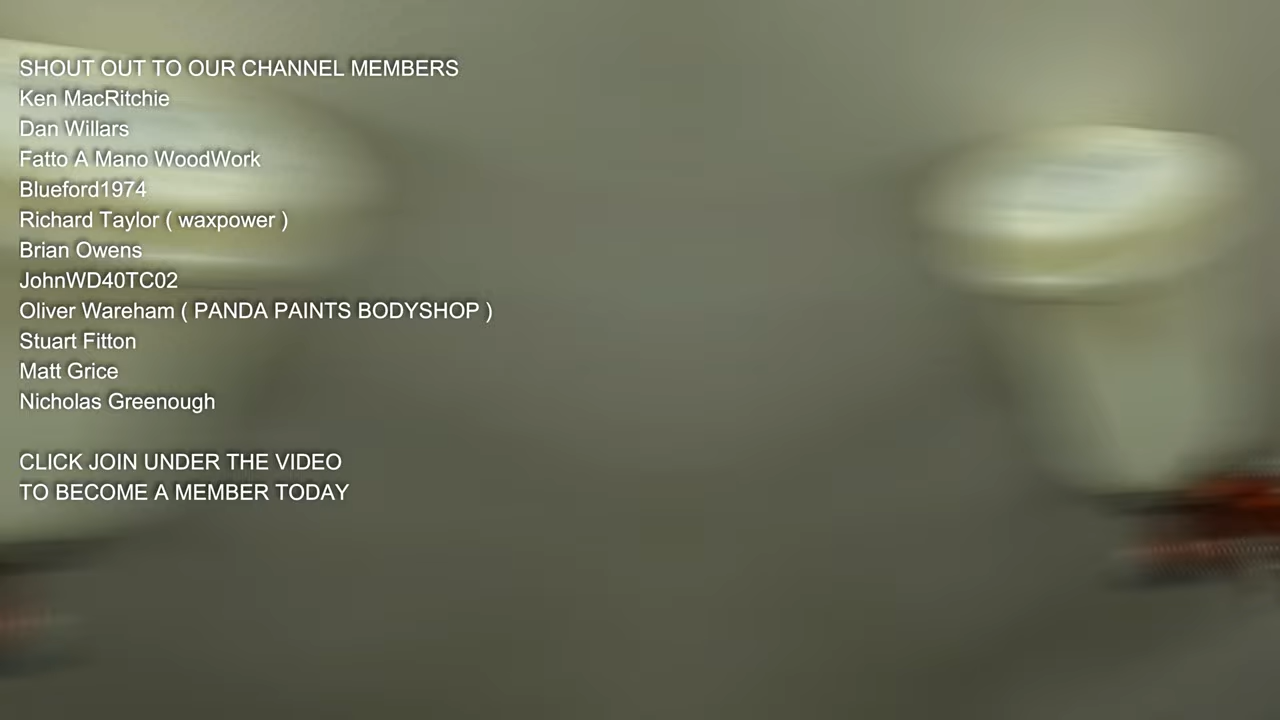 SHOUT OUT TO OUR CHANNEL MEMBERS
Ken MacRitchie
Dan Willars
Fatto A Mano WoodWork
Blueford1974
Richard Taylor ( waxpower )
Brian Owens
JohnWD40TC02
Oliver Wareham ( PANDA PAINTS BODYSHOP )
Stuart Fitton
Matt Grice
Nicholas Greenough
CLICK JOIN UNDER THE VIDEO
TO BECOME A MEMBER TODAY